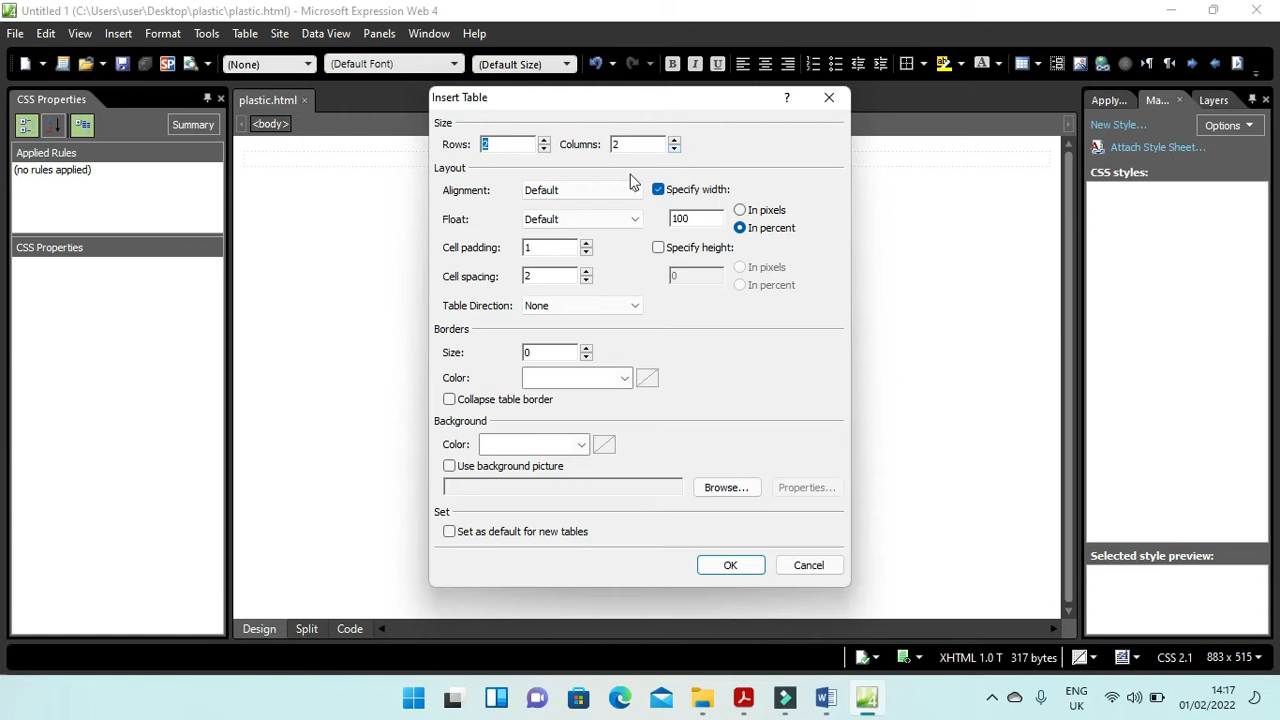 Untitled 1 (C:\Users\user\Desktop\plastic\plastic.html) - Microsoft Expression Web 4
File Edit View Insert Format Tools Table Site Data View Panels Window Help
(None) (Default Font) (Default Size) B I U A
CSS Properties
Summary
Applied Rules
(no rules applied)
CSS Properties
plastic.html
<body>
Insert Table
Size
Rows: 2 Columns: 2
Layout
Alignment: Default Specify width:
Float: Default 100 In pixels
In percent
Cell padding: 1 Specify height:
Cell spacing: 2 0 In pixels
In percent
Table Direction: None
Borders
Size: 0
Color:
Collapse table border
Background
Color:
Use background picture
Browse... Properties...
Set
Set as default for new tables
OK Cancel
Apply... Ma... Layers
New Style... Options
Attach Style Sheet...
CSS styles:
Selected style preview:
Design Split Code
XHTML 1.0 T 317 bytes CSS 2.1 883 x 515
ENG
UK
14:17
01/02/2022